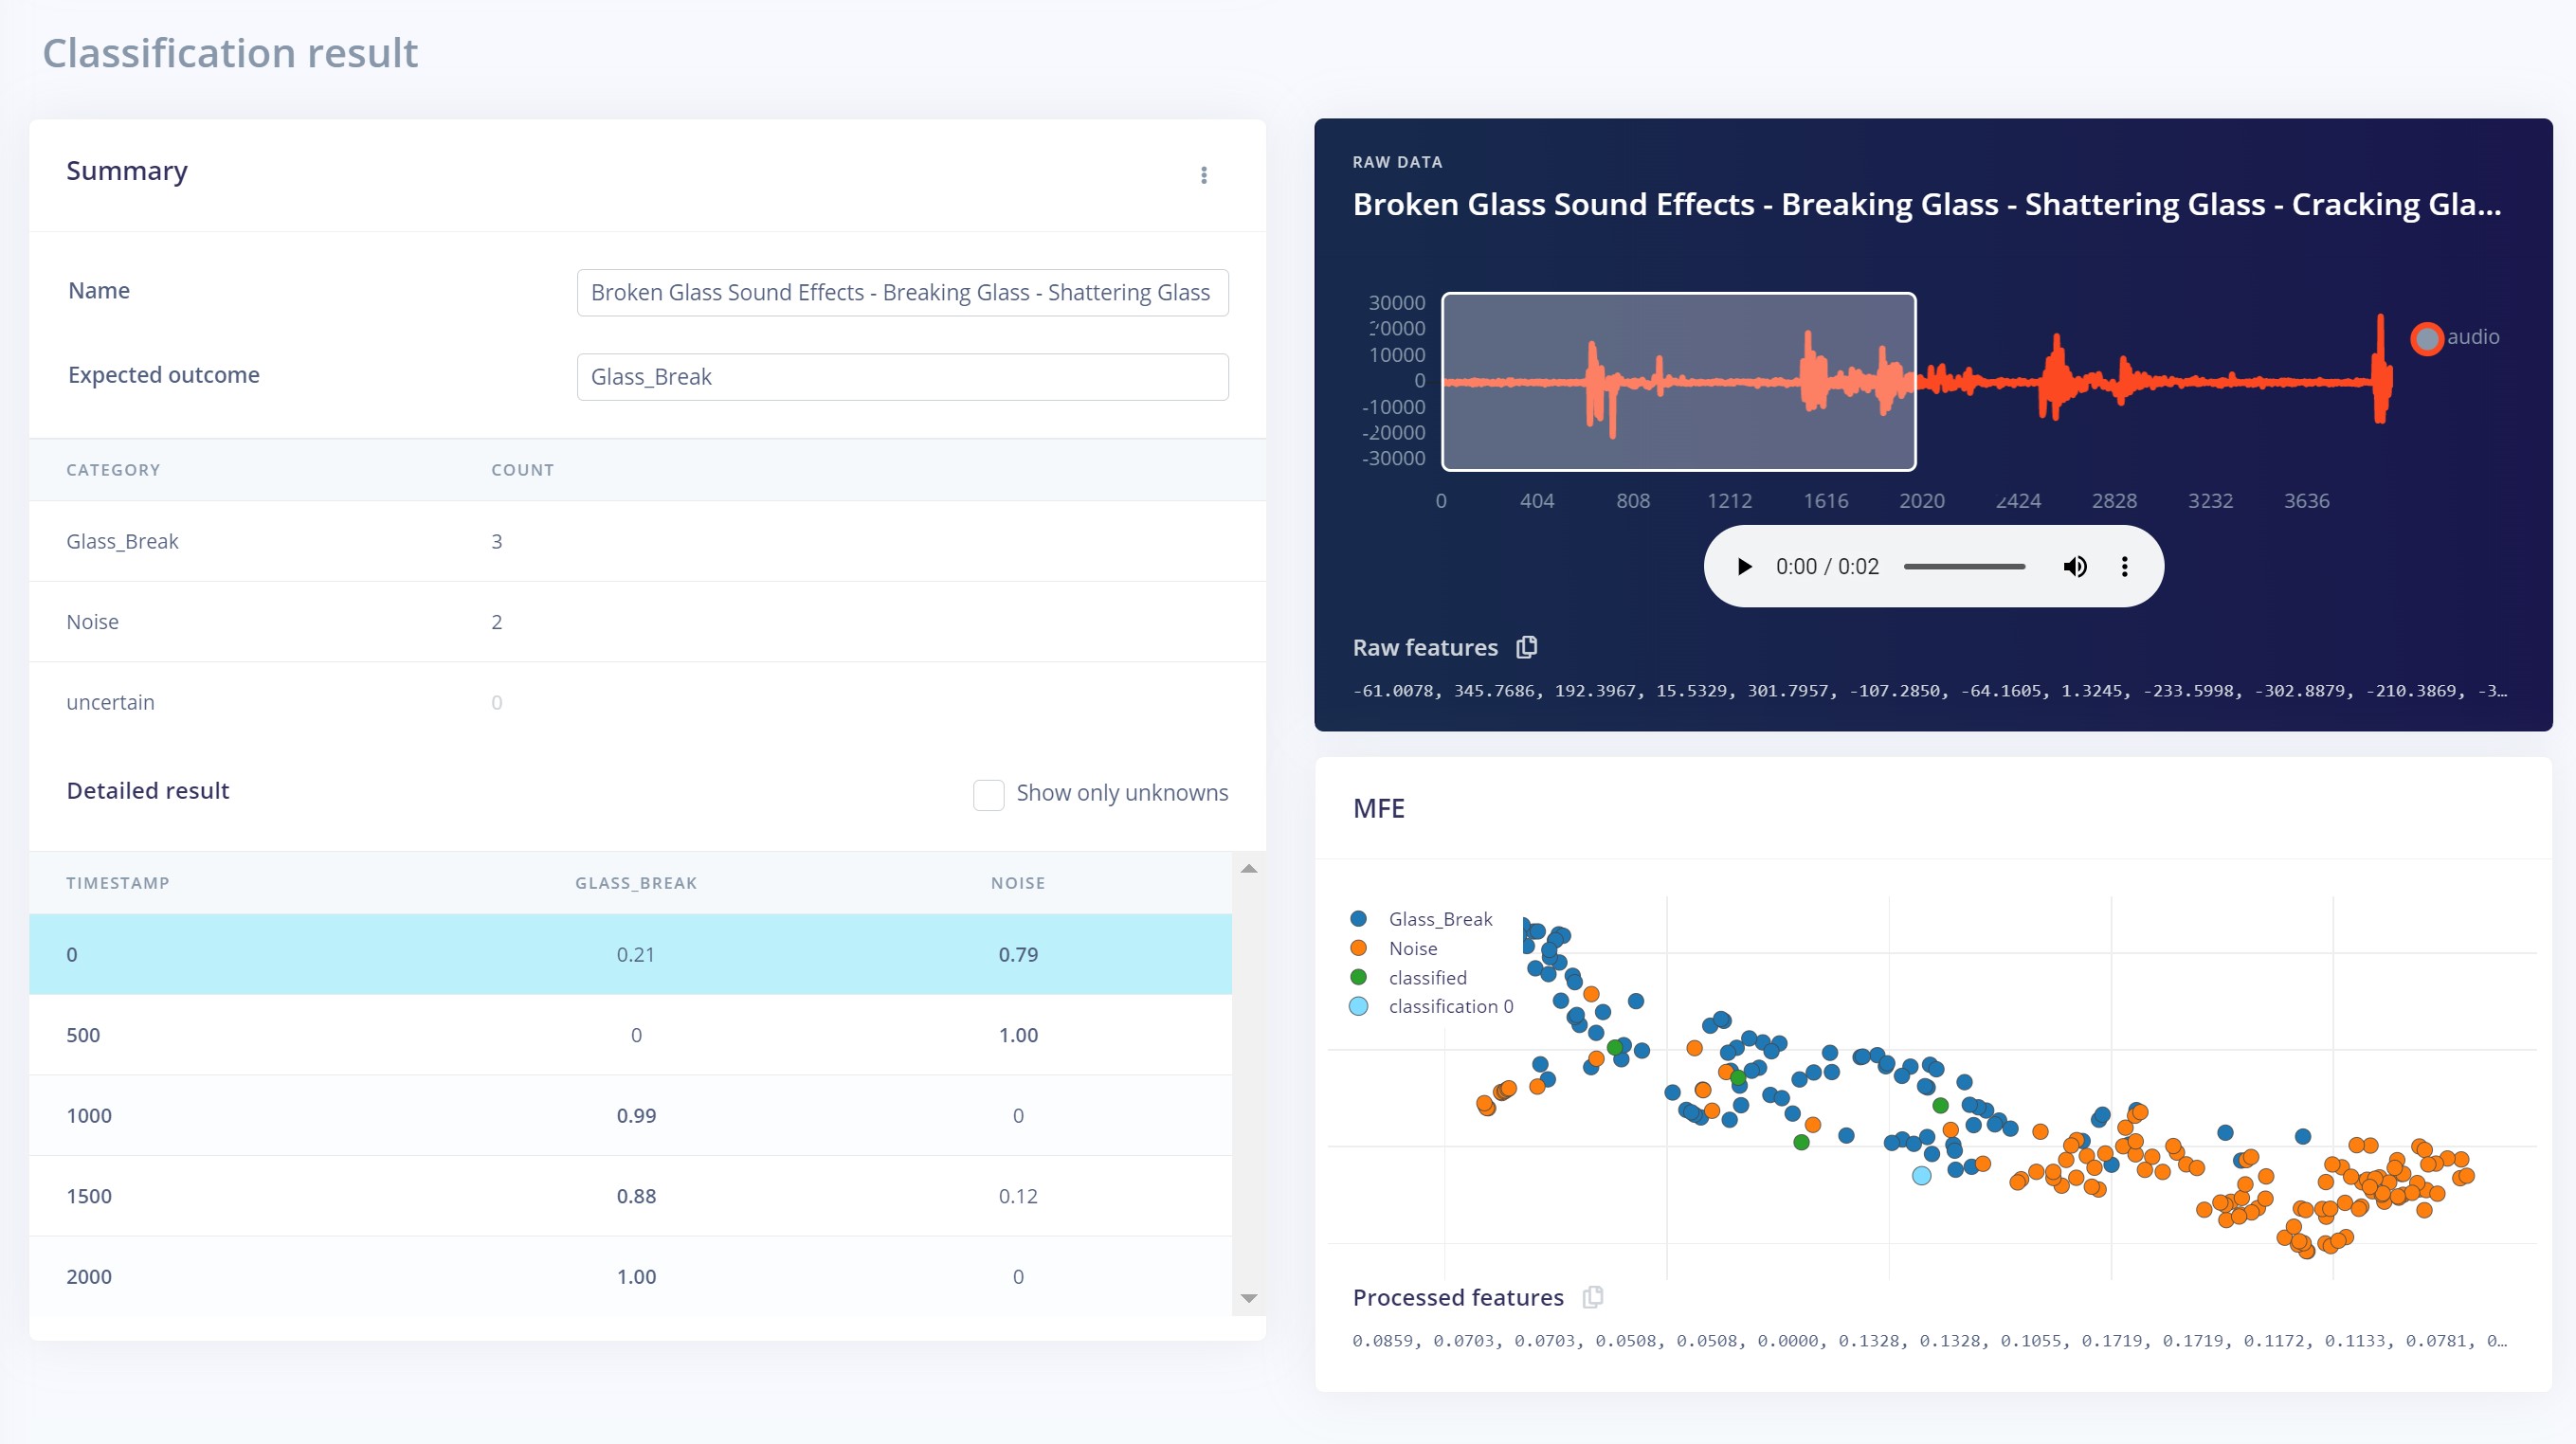 Classification result
Summary
Name
Broken Glass Sound Effects - Breaking Glass - Shattering Glass
Expected outcome
Glass_Break
CATEGORY COUNT
Glass_Break 3
Noise 2
uncertain 0
Detailed result
Show only unknowns
TIMESTAMP GLASS_BREAK NOISE
0 0.21 0.79
500 0 1.00
1000 0.99 0
1500 0.88 0.12
2000 1.00 0
RAW DATA
Broken Glass Sound Effects - Breaking Glass - Shattering Glass - Cracking Gla...
30000
20000
10000
0
-10000
-20000
-30000
audio
0 404 808 1212 1616 2020 2424 2828 3232 3636
0:00 / 0:02
Raw features
-61.0078, 345.7686, 192.3967, 15.5329, 301.7957, -107.2850, -64.1605, 1.3245, -233.5998, -302.8879, -210.3869, -3…
MFE
Glass_Break
Noise
classified
classification 0
Processed features
0.0859, 0.0703, 0.0703, 0.0508, 0.0508, 0.0000, 0.1328, 0.1328, 0.1055, 0.1719, 0.1719, 0.1172, 0.1133, 0.0781, 0…